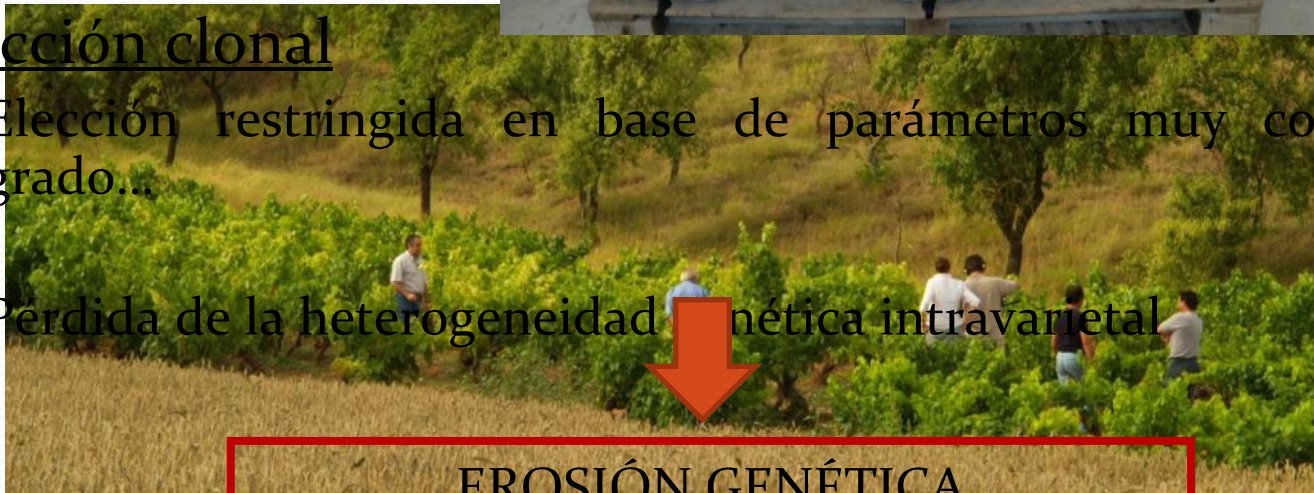 cción clonal
Elección restringida en base de parámetros muy co
grado...
Pérdida de la heterogeneidad nética intravarietal
EROSIÓN GENÉTICA